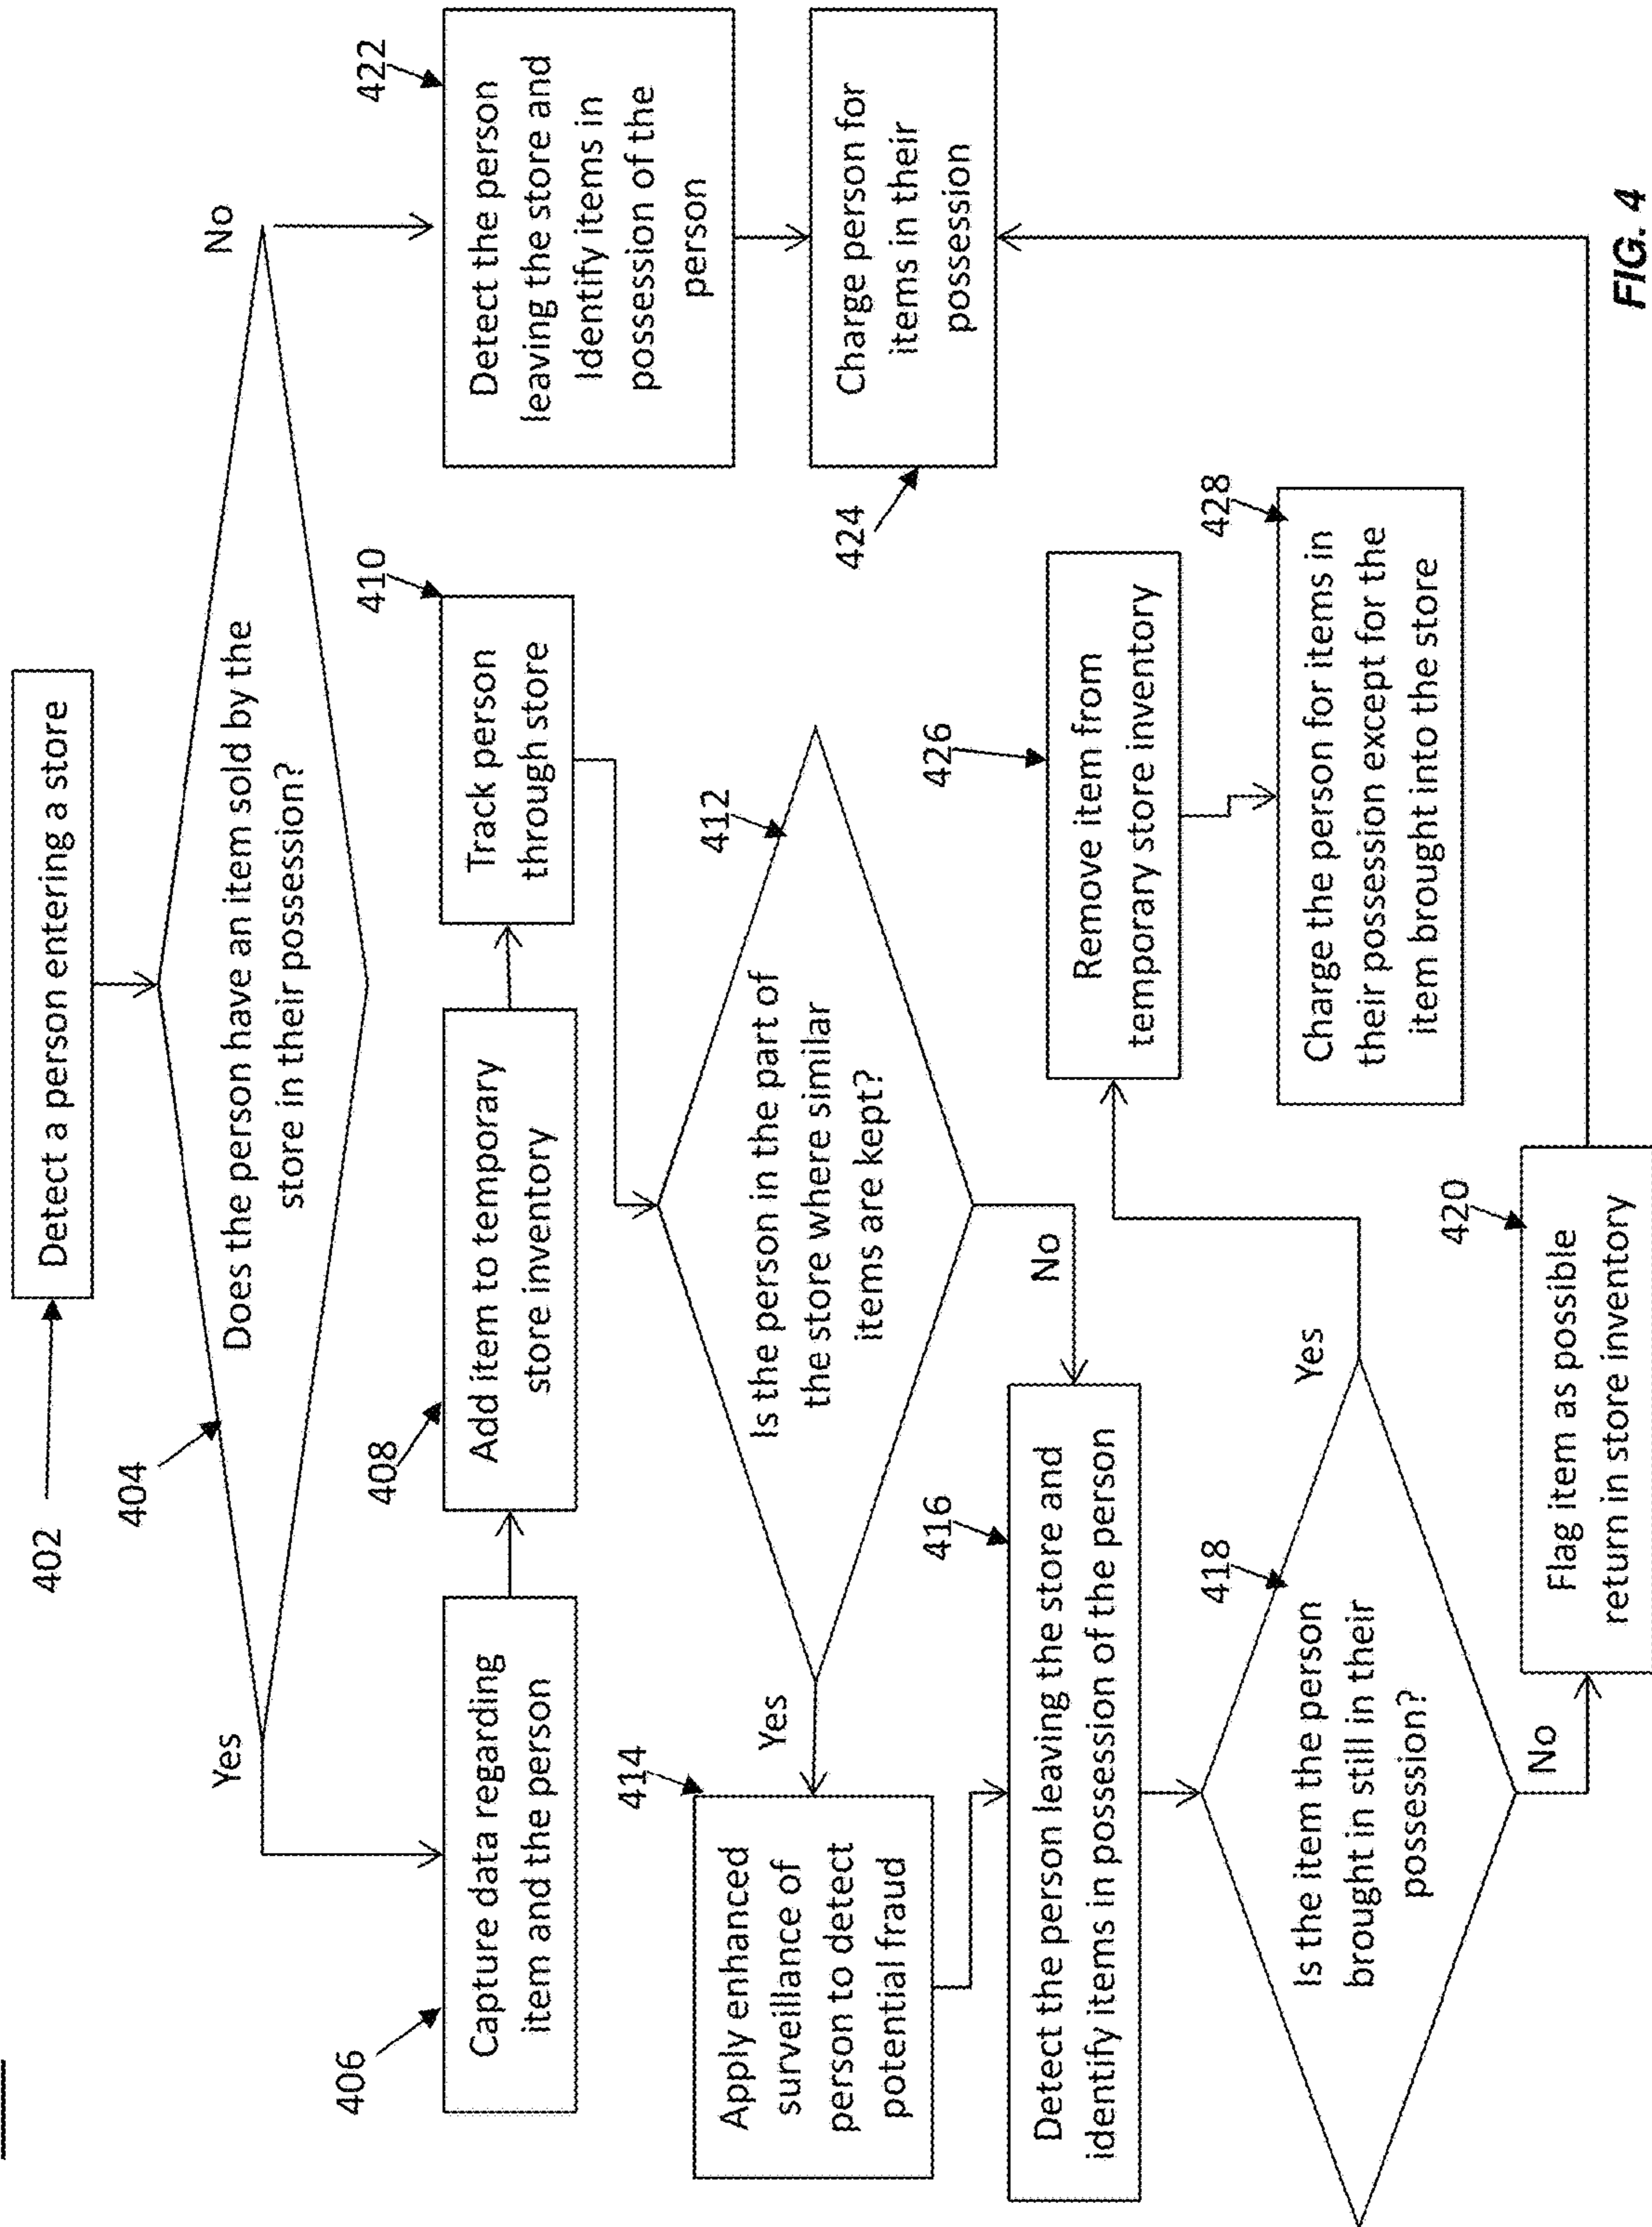 402
Detect a person entering a store
404
Does the person have an item sold by the
store in their possession?
Yes
No
406
Capture data regarding
item and the person
408
Add item to temporary
store inventory
410
Track person
through store
422
Detect the person
leaving the store and
Identify items in
possession of the
person
412
Is the person in the part of
the store where similar
items are kept?
Yes
No
414
Apply enhanced
surveillance of
person to detect
potential fraud
424
Charge person for
items in their
possession
416
Detect the person leaving the store and
identify items in possession of the person
426
Remove item from
temporary store inventory
418
Is the item the person
brought in still in their
possession?
Yes
No
428
Charge the person for items in
their possession except for the
item brought into the store
420
Flag item as possible
return in store inventory
FIG. 4